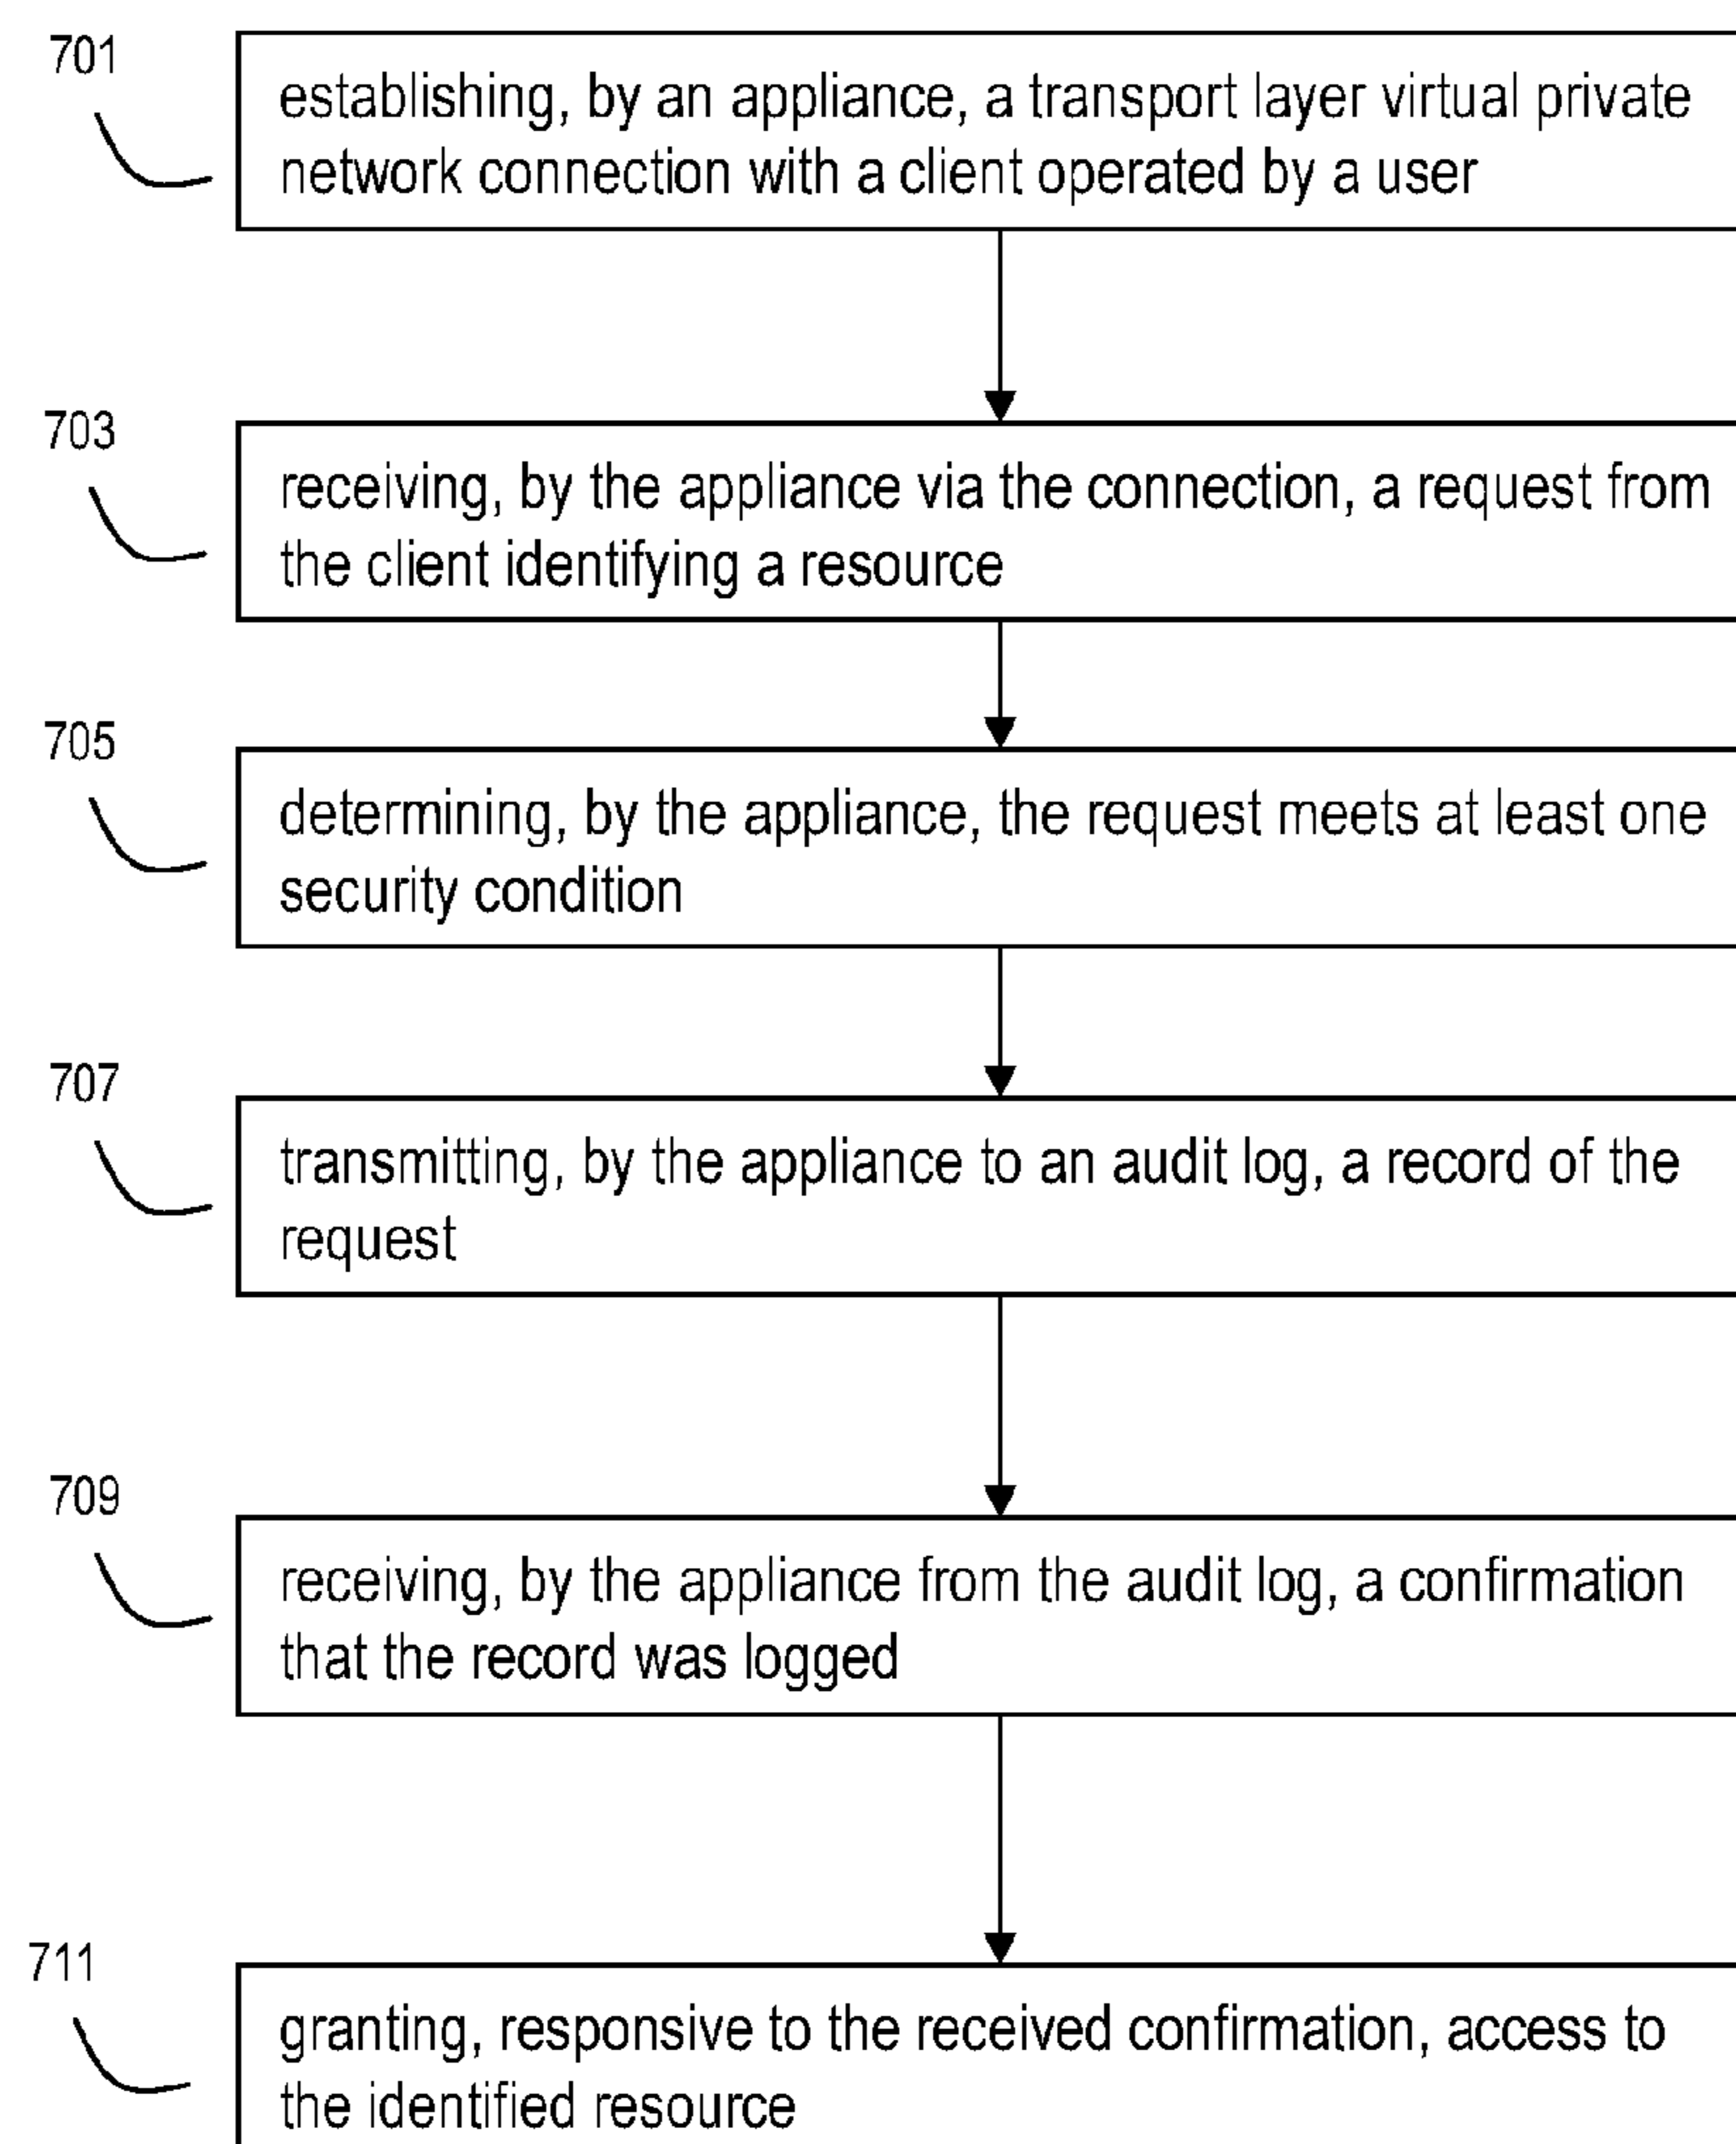 701
establishing, by an appliance, a transport layer virtual private
network connection with a client operated by a user
703
receiving, by the appliance via the connection, a request from
the client identifying a resource
705
determining, by the appliance, the request meets at least one
security condition
707
transmitting, by the appliance to an audit log, a record of the
request
709
receiving, by the appliance from the audit log, a confirmation
that the record was logged
711
granting, responsive to the received confirmation, access to
the identified resource